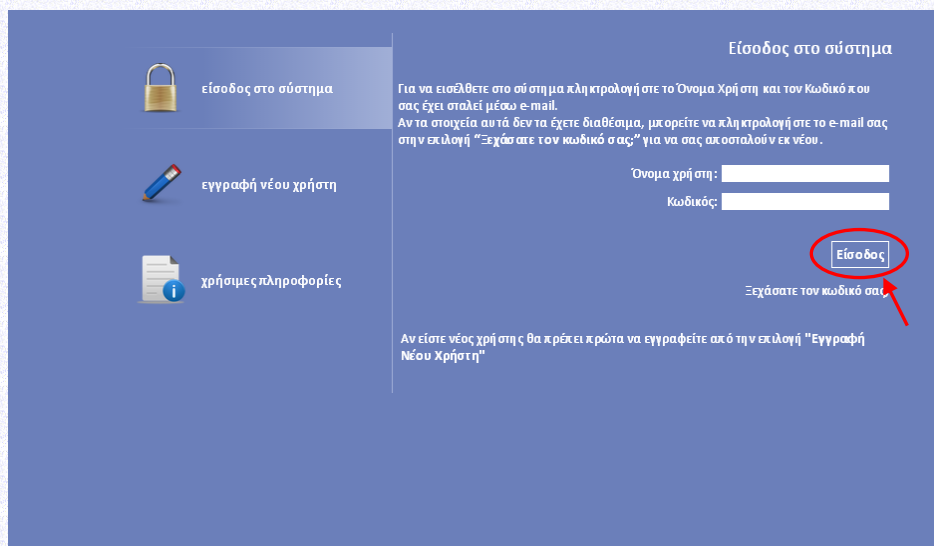 Είσοδος στο σύστημα
είσοδος στο σύστημα
Για να εισέλθετε στο σύστημα πληκτρολογήστε το Όνομα Χρήστη και τον Κωδικό που
σας έχει σταλεί μέσω e-mail.
Αν τα στοιχεία αυτά δεν τα έχετε διαθέσιμα, μπορείτε να πληκτρολογήστε το e-mail σας
στην επιλογή “Ξεχάσατε τον κωδικό σας;” για να σας αποσταλούν εκ νέου.
εγγραφή νέου χρήστη
Όνομα χρήστη:
Κωδικός:
Είσοδος
χρήσιμες πληροφορίες
Ξεχάσατε τον κωδικό σας
Αν είστε νέος χρήστης θα πρέπει πρώτα να εγγραφείτε από την επιλογή "Εγγραφή
Νέου Χρήστη"